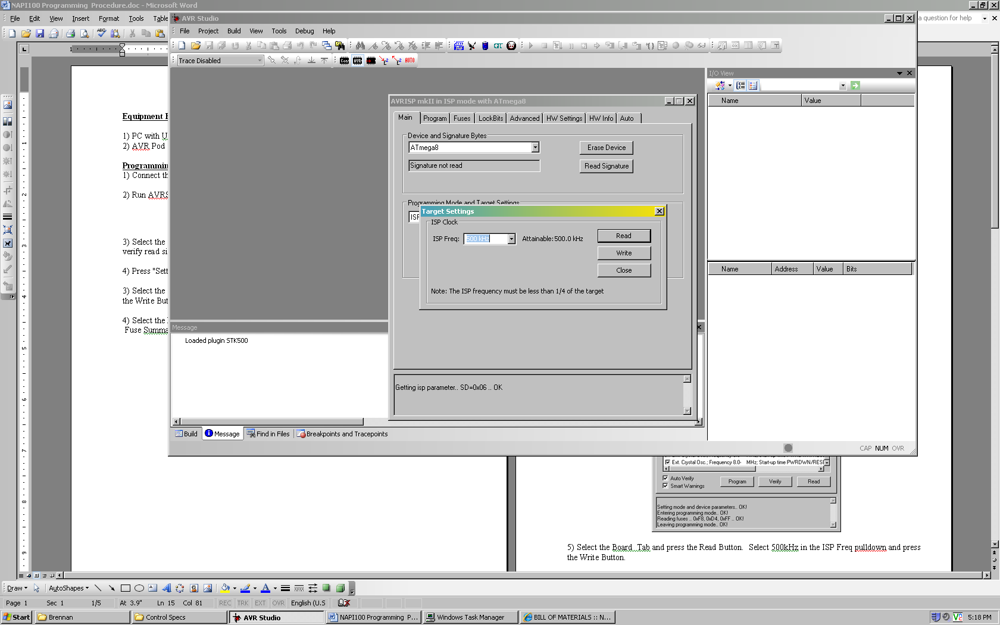 NAPI100 Programming Procedure.doc - Microsoft Word
File Edit View Insert Format Tools Table
a question for help
AVR Studio
File Project Build View Tools Debug Help
Trace Disabled
Con AVR AUTO
I/O View
Name Value
Name Address Value Bits
Equipment
1) PC with U
2) AVR Pod
Programmin
1) Connect th
2) Run AVRS
3) Select the
verify read si
4) Press "Sett
3) Select the
the Write But
4) Select the
Fuse Summa
AVRISP mkII in ISP mode with ATmega8
Main Program Fuses LockBits Advanced HW Settings HW Info Auto
Device and Signature Bytes
ATmega8
Erase Device
Signature not read
Read Signature
Programming Mode and Target Settings
ISP
Target Settings
ISP Clock
ISP Freq: 500 kHz Attainable: 500.0 kHz
Read
Write
Close
Note: The ISP frequency must be less than 1/4 of the target
Getting isp parameter.. SD=0x06 .. OK
Message
Loaded plugin STK500
Build Message Find in Files Breakpoints and Tracepoints
CAP NUM OVR
Ext. Crystal Osc.; Frequency 8.0- MHz; Start-up time PWRDWN/RESE
Auto Verify
Smart Warnings
Program Verify Read
Setting mode and device parameters.. OK!
Entering programming mode.. OK!
Reading fuses .. 0xF8, 0xD4, 0xFF .. OK!
Leaving programming mode.. OK!
5) Select the Board Tab and press the Read Button. Select 500kHz in the ISP Freq pulldown and press
the Write Button.
Draw AutoShapes
Page 1 Sec 1 1/5 At 3.9" Ln 15 Col 81 REC TRK EXT OVR English (U.S
Start Brennan Control Specs AVR Studio NAPI100 Programming P... Windows Task Manager BILL OF MATERIALS :: N... 5:18 PM